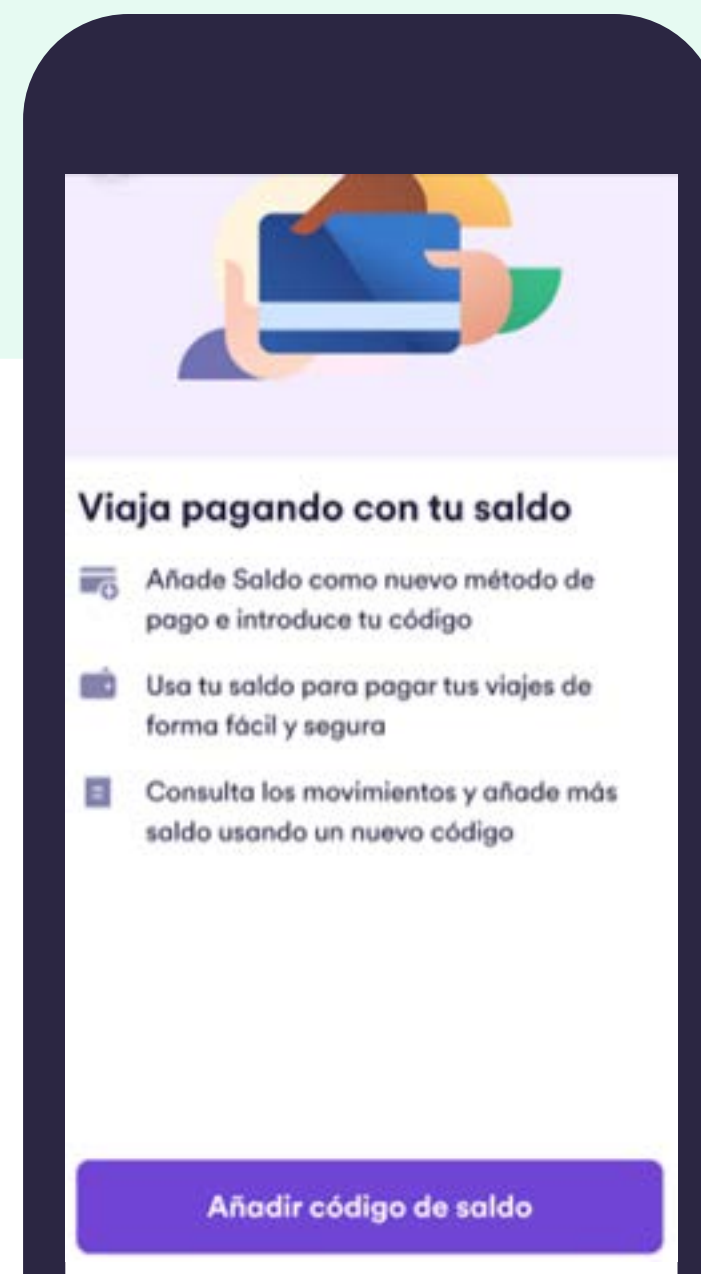 Viaja pagando con tu saldo
Añade Saldo como nuevo método de
pago e introduce tu código
Usa tu saldo para pagar tus viajes de
forma fácil y segura
Consulta los movimientos y añade más
saldo usando un nuevo código
Añadir código de saldo